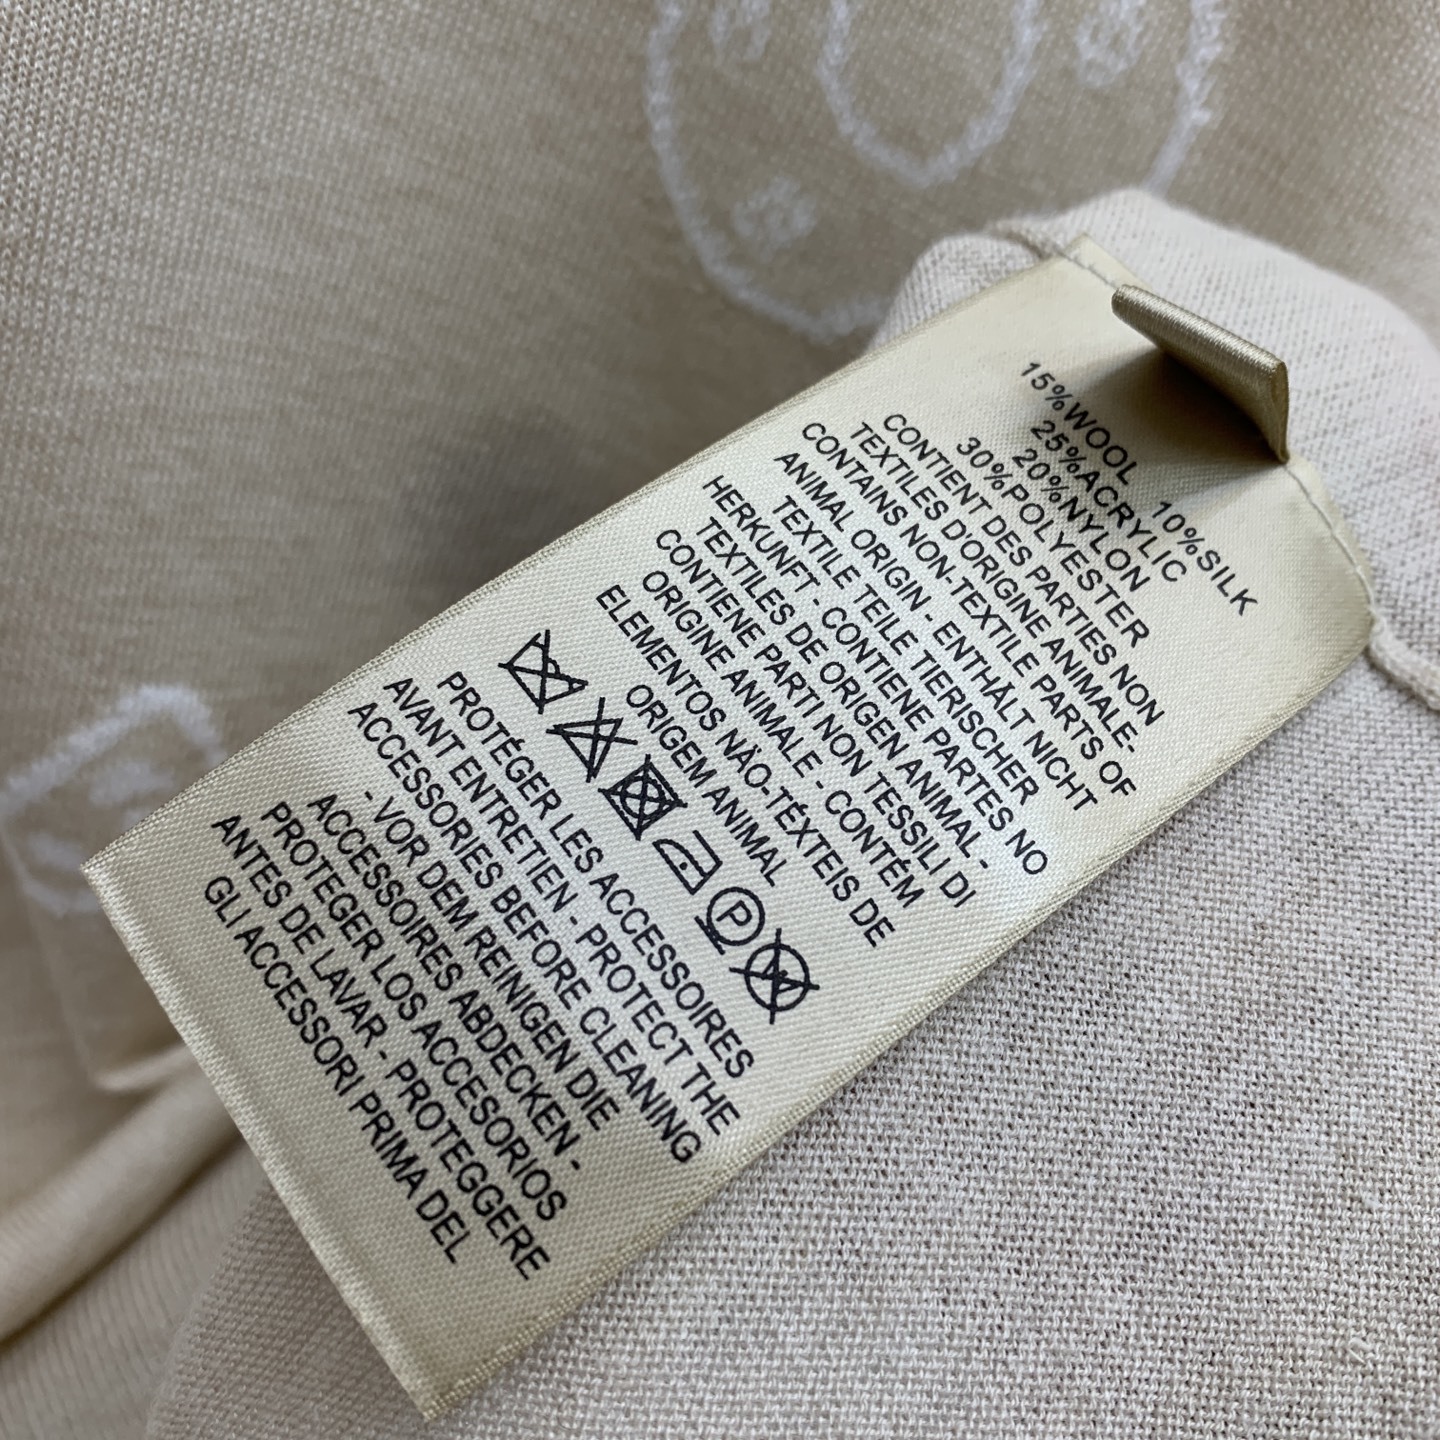 15%WOOL 10%SILK
25%ACRYLIC
20%NYLON
30%POLYESTER
CONTIENT DES PARTIES NON
TEXTILES D'ORIGINE ANIMALE-
CONTAINS NON-TEXTILE PARTS OF
ANIMAL ORIGIN - ENTHÄLT NICHT
TEXTILE TEILE TIERISCHER
HERKUNFT - CONTIENE PARTES NO
TEXTILES DE ORIGEN ANIMAL -
CONTIENE PARTI NON TESSILI DI
ORIGINE ANIMALE - CONTÉM
ELEMENTOS NÃO-TÉXTEIS DE
ORIGEM ANIMAL
P
W
PROTÉGER LES ACCESSOIRES
AVANT ENTRETIEN - PROTECT THE
ACCESSORIES BEFORE CLEANING
- VOR DEM REINIGEN DIE
ACCESSOIRES ABDECKEN -
PROTEGER LOS ACCESORIOS
ANTES DE LAVAR - PROTEGGERE
GLI ACCESSORI PRIMA DEL